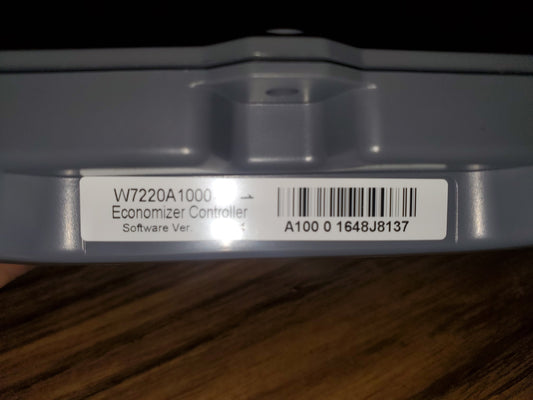 W7220A1000
Economizer Controller
Software Ver.
A100 0 1648J8137